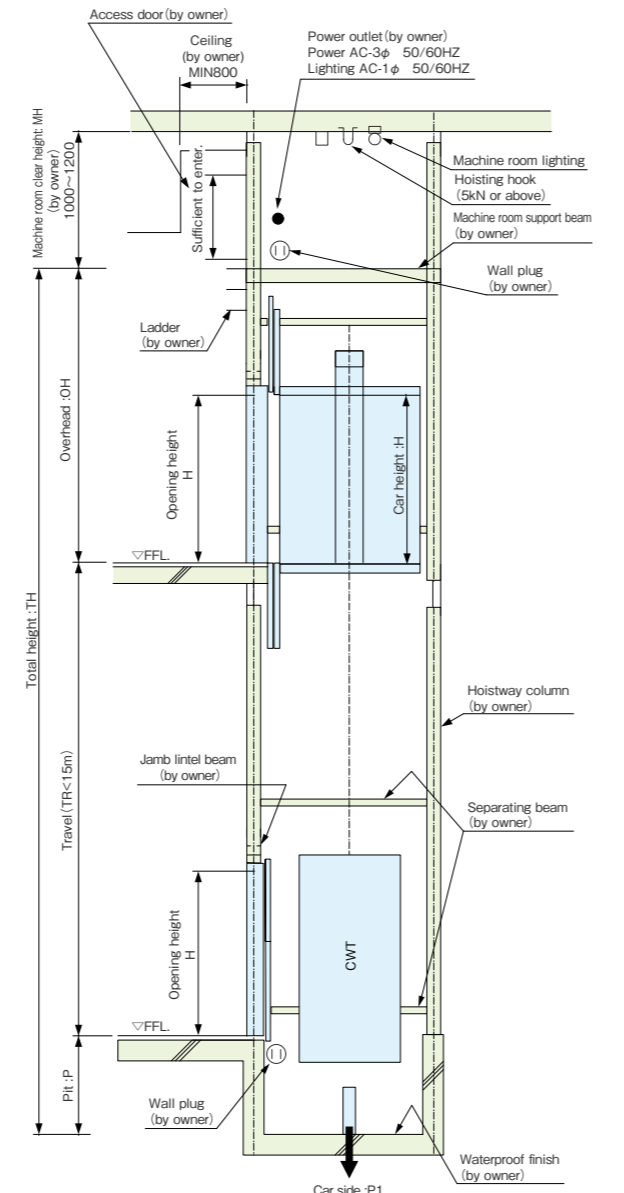 Access door(by owner)
Ceiling
(by owner)
MIN800
Power outlet(by owner)
Power AC-3φ 50/60HZ
Lighting AC-1φ 50/60HZ
Machine room clear height: MH
(by owner)
1000~1200
Sufficient to enter.
Machine room lighting
Hoisting hook
(5kN or above)
Machine room support beam
(by owner)
Wall plug
(by owner)
Ladder
(by owner)
Overhead :OH
Opening height
H
Car height :H
▽FFL.
Total height :TH
Hoistway column
(by owner)
Travel(TR<15m)
Jamb lintel beam
(by owner)
Separating beam
(by owner)
Opening height
H
CWT
▽FFL.
Pit :P
Wall plug
(by owner)
Waterproof finish
(by owner)
Car side :P1